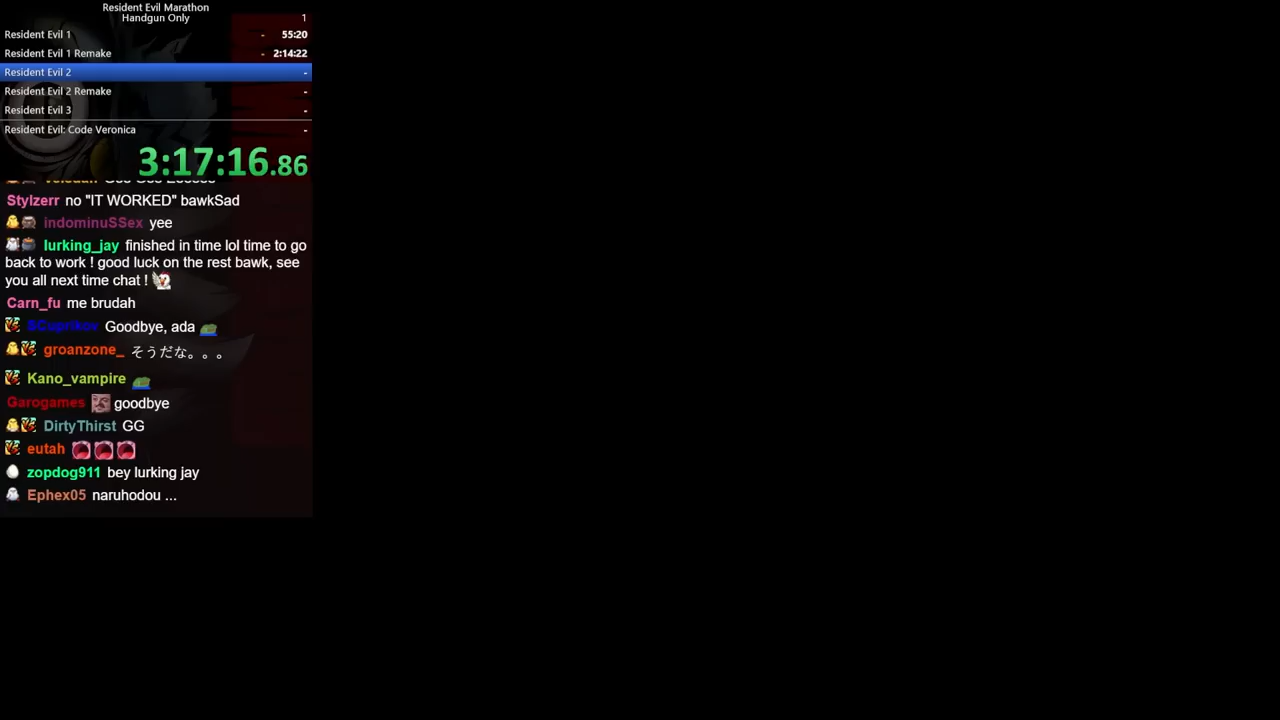 Resident Evil Marathon
Handgun Only
1
Resident Evil 1 - 55:20
Resident Evil 1 Remake - 2:14:22
Resident Evil 2 -
Resident Evil 2 Remake -
Resident Evil 3 -
Resident Evil: Code Veronica -
3:17:16.86
Stylzerr no "IT WORKED" bawkSad
indominuSSex yee
lurking_jay finished in time lol time to go
back to work ! good luck on the rest bawk, see
you all next time chat !
Carn_fu me brudah
SCuprikov Goodbye, ada
groanzone_ そうだな。。。
Kano_vampire
Garogames goodbye
DirtyThirst GG
eutah
zopdog911 bey lurking jay
Ephex05 naruhodou ...